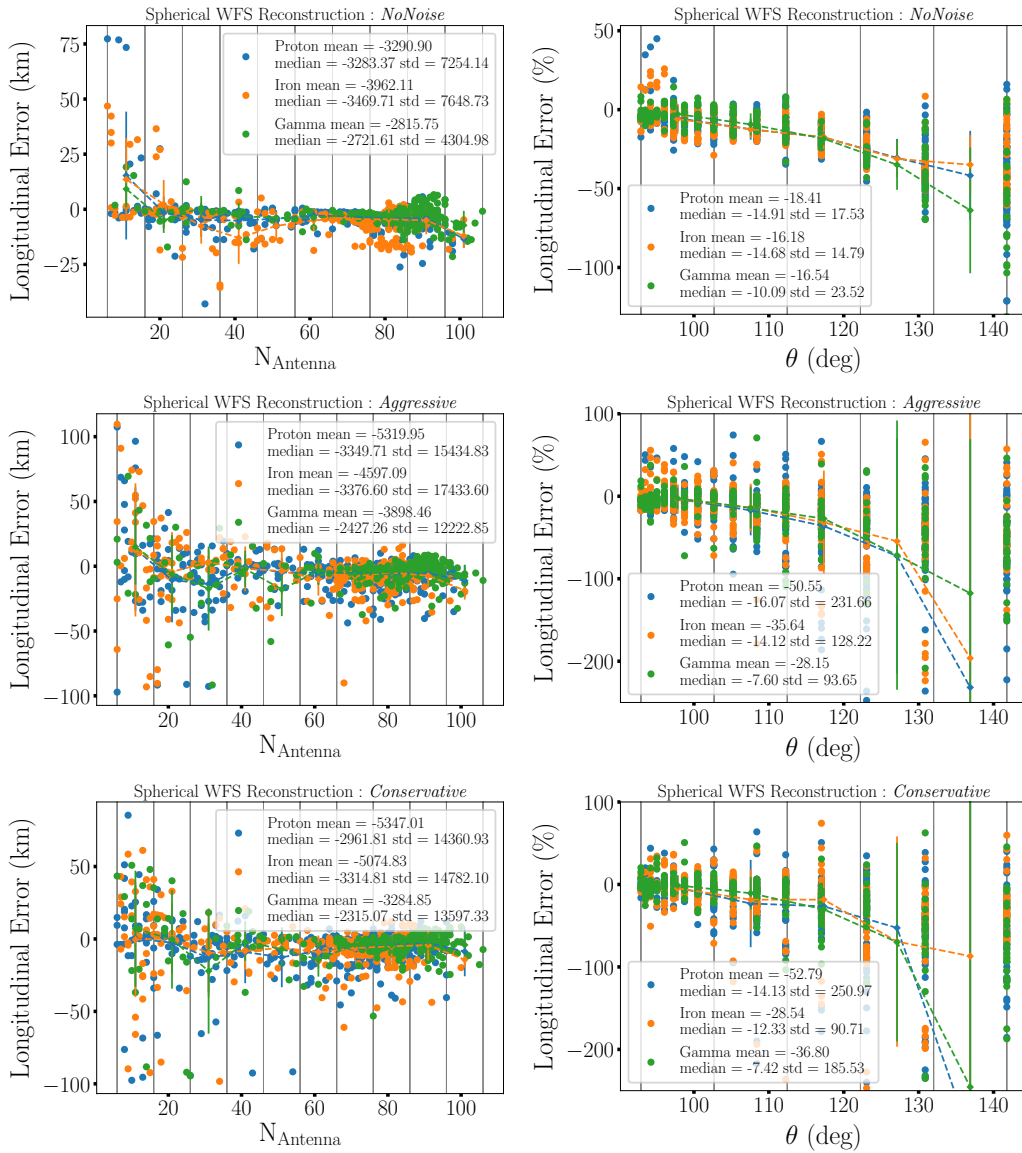 Spherical WFS Reconstruction : NoNoise
Longitudinal Error (km)
75
50
25
0
−25
Proton mean = -3290.90
median = -3283.37 std = 7254.14
Iron mean = -3962.11
median = -3469.71 std = 7648.73
Gamma mean = -2815.75
median = -2721.61 std = 4304.98
20
40
60
80
100
N_Antenna
Spherical WFS Reconstruction : NoNoise
Longitudinal Error (%)
50
0
−50
−100
Proton mean = -18.41
median = -14.91 std = 17.53
Iron mean = -16.18
median = -14.68 std = 14.79
Gamma mean = -16.54
median = -10.09 std = 23.52
100
110
120
130
140
θ (deg)
Spherical WFS Reconstruction : Aggressive
Longitudinal Error (km)
100
50
0
−50
−100
Proton mean = -5319.95
median = -3349.71 std = 15434.83
Iron mean = -4597.09
median = -3376.60 std = 17433.60
Gamma mean = -3898.46
median = -2427.26 std = 12222.85
20
40
60
80
100
N_Antenna
Spherical WFS Reconstruction : Aggressive
Longitudinal Error (%)
100
0
−100
−200
Proton mean = -50.55
median = -16.07 std = 231.66
Iron mean = -35.64
median = -14.12 std = 128.22
Gamma mean = -28.15
median = -7.60 std = 93.65
100
110
120
130
140
θ (deg)
Spherical WFS Reconstruction : Conservative
Longitudinal Error (km)
50
0
−50
−100
Proton mean = -5347.01
median = -2961.81 std = 14360.93
Iron mean = -5074.83
median = -3314.81 std = 14782.10
Gamma mean = -3284.85
median = -2315.07 std = 13597.33
20
40
60
80
100
N_Antenna
Spherical WFS Reconstruction : Conservative
Longitudinal Error (%)
100
0
−100
−200
Proton mean = -52.79
median = -14.13 std = 250.97
Iron mean = -28.54
median = -12.33 std = 90.71
Gamma mean = -36.80
median = -7.42 std = 185.53
100
110
120
130
140
θ (deg)